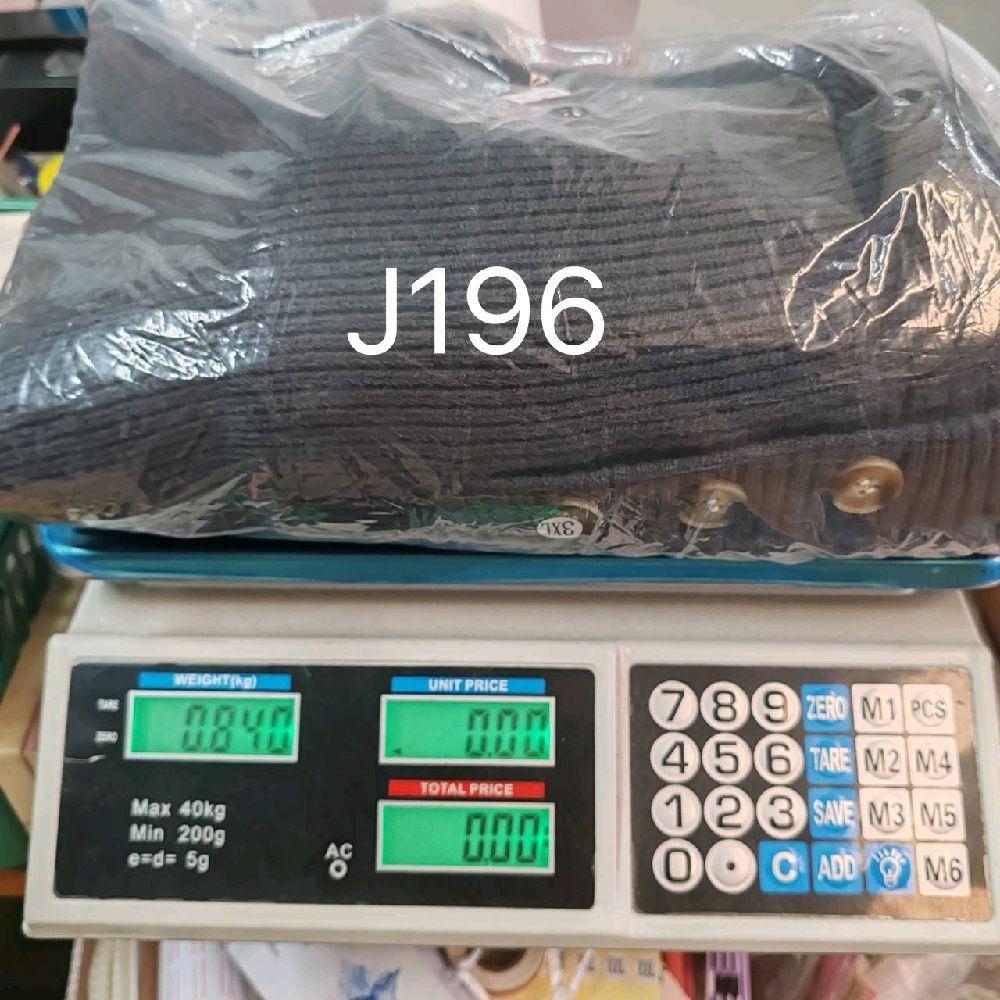 J196
3XL
WEIGHT(kg)
TARE
ZERO
0.840
UNIT PRICE
0.00
TOTAL PRICE
0.00
Max 40kg
Min 200g
e=d= 5g
AC
7 8 9 ZERO M1 PCS
4 5 6 TARE M2 M4
1 2 3 SAVE M3 M5
0 • C ADD M6